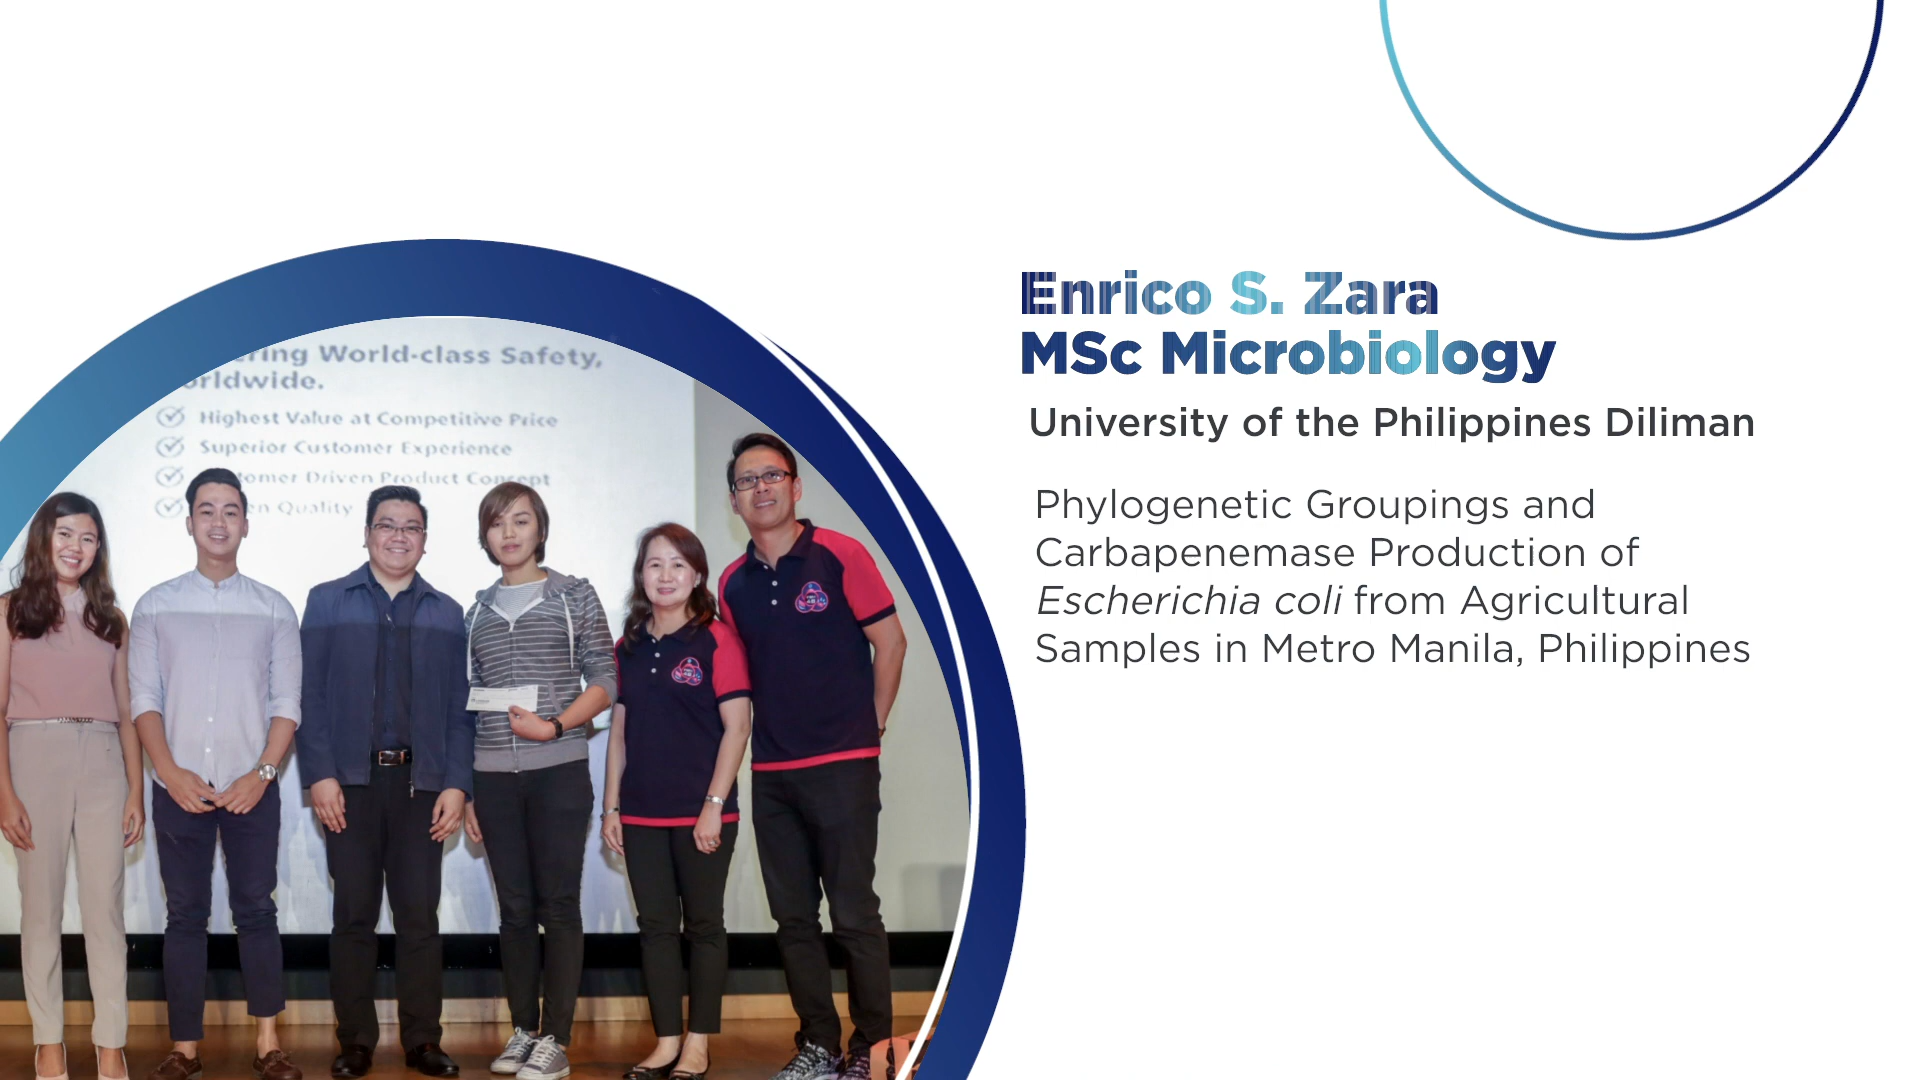 World-class Safety,
Highest Value at Competitive Price
Superior Customer Experience
Driven Product Concept
Quality
Enrico S. Zara
MSc Microbiology
University of the Philippines Diliman
Phylogenetic Groupings and
Carbapenemase Production of
Escherichia coli from Agricultural
Samples in Metro Manila, Philippines